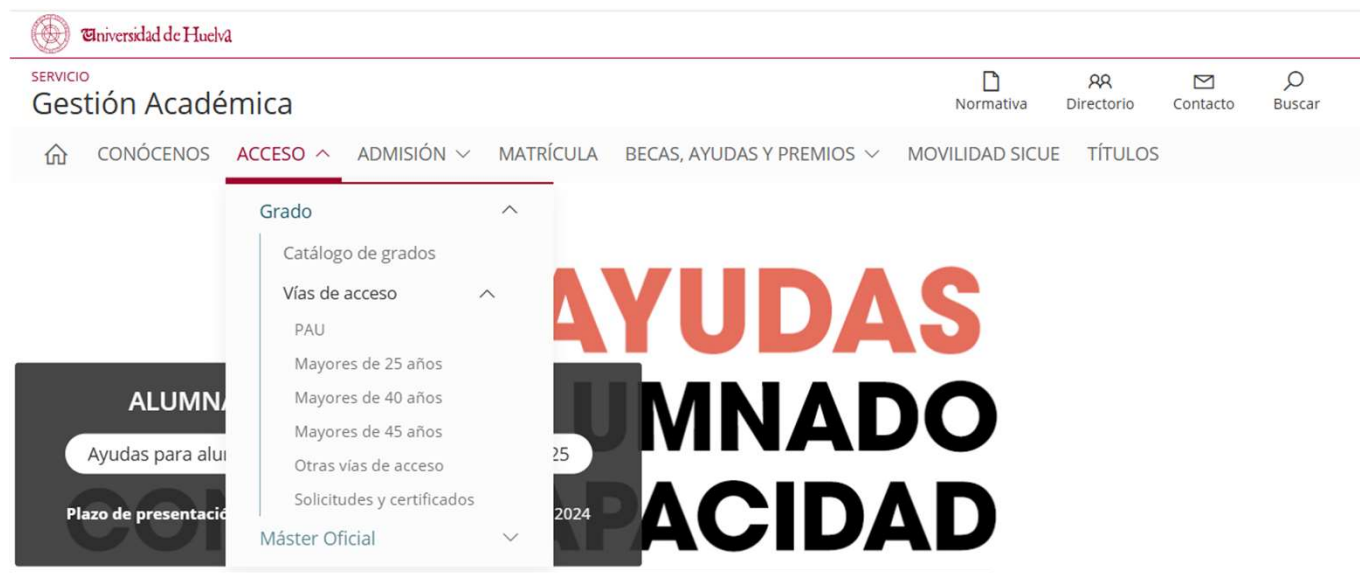 Universidad de Huelva
SERVICIO
Gestión Académica
Normativa Directorio Contacto Buscar
CONÓCENOS ACCESO ADMISIÓN MATRÍCULA BECAS, AYUDAS Y PREMIOS MOVILIDAD SICUE TÍTULOS
Grado
Catálogo de grados
Vías de acceso
PAU
Mayores de 25 años
Mayores de 40 años
Mayores de 45 años
Otras vías de acceso
Solicitudes y certificados
Máster Oficial
AYUDAS
UMNADO
CON APACIDAD
ALUMNA
Ayudas para alu 25
Plazo de presentació 2024